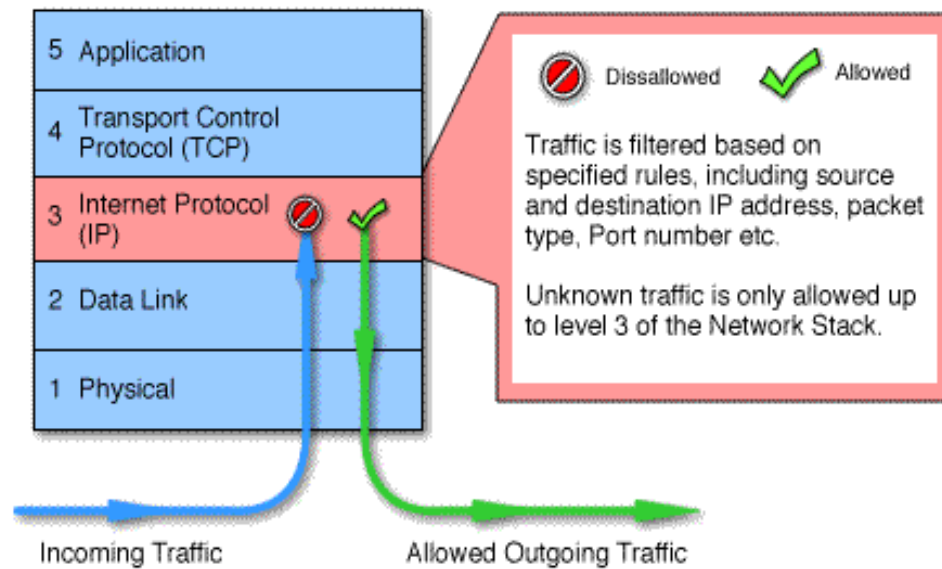 5 Application
4 Transport Control
Protocol (TCP)
3 Internet Protocol
(IP)
2 Data Link
1 Physical
Dissallowed
Allowed
Traffic is filtered based on
specified rules, including source
and destination IP address, packet
type, Port number etc.
Unknown traffic is only allowed up
to level 3 of the Network Stack.
Incoming Traffic
Allowed Outgoing Traffic